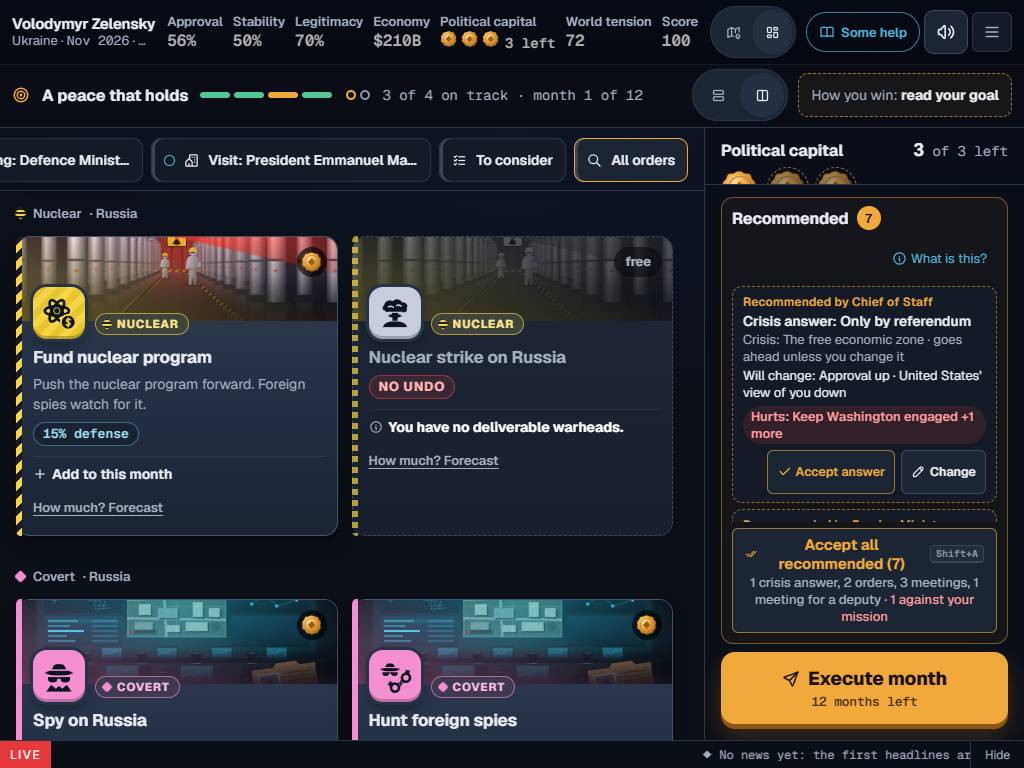 Volodymyr Zelensky
Ukraine · Nov 2026 · …
Approval
56%
Stability
50%
Legitimacy
70%
Economy
$210B
Political capital
3 left
World tension
72
Score
100
Some help
A peace that holds
3 of 4 on track · month 1 of 12
How you win: read your goal
ng: Defence Minist…
Visit: President Emmanuel Ma…
To consider
All orders
Political capital
3 of 3 left
Nuclear · Russia
NUCLEAR
Fund nuclear program
Push the nuclear program forward. Foreign
spies watch for it.
15% defense
Add to this month
How much? Forecast
free
NUCLEAR
Nuclear strike on Russia
NO UNDO
You have no deliverable warheads.
How much? Forecast
Covert · Russia
COVERT
Spy on Russia
COVERT
Hunt foreign spies
Recommended 7
What is this?
Recommended by Chief of Staff
Crisis answer: Only by referendum
Crisis: The free economic zone · goes
ahead unless you change it
Will change: Approval up · United States'
view of you down
Hurts: Keep Washington engaged +1
more
Accept answer
Change
Accept all
recommended (7)
Shift+A
1 crisis answer, 2 orders, 3 meetings, 1
meeting for a deputy · 1 against your
mission
Execute month
12 months left
LIVE
No news yet: the first headlines ar
Hide